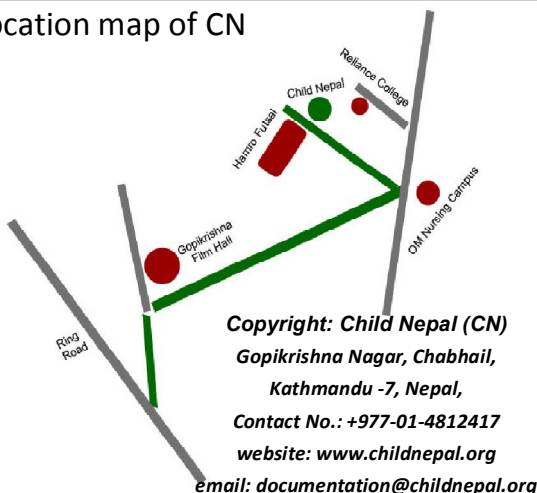 ocation map of CN
Reliance College
Child Nepal
Hamro Futsal
OM Nursing Campus
Gopikrishna
Film Hall
Ring
Road
Copyright: Child Nepal (CN)
Gopikrishna Nagar, Chabhail,
Kathmandu -7, Nepal,
Contact No.: +977-01-4812417
website: www.childnepal.org
email: documentation@childnepal.org